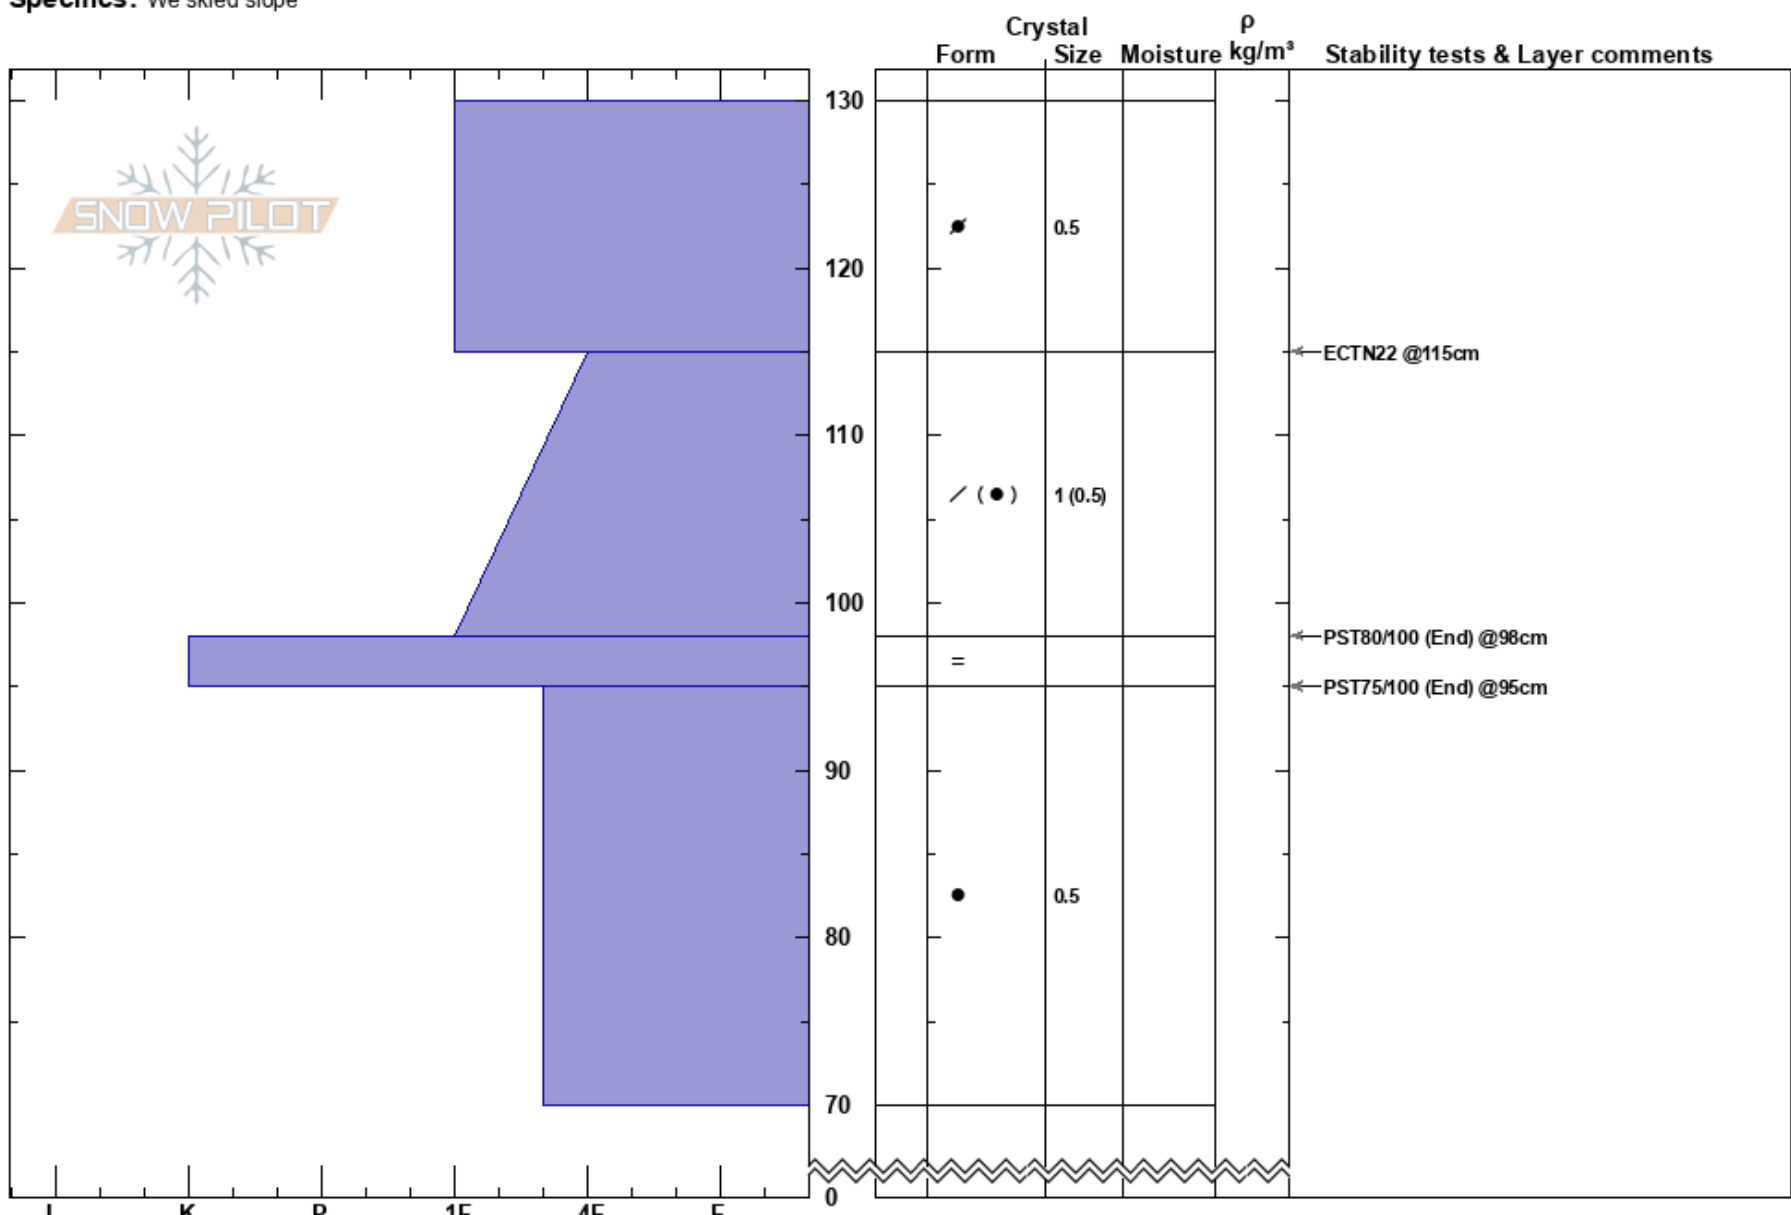 Specifics: We skied slope
Crystal
ρ
Form Size Moisture kg/m³ Stability tests & Layer comments
130
SNOW PILOT
0.5
120
ECTN22 @115cm
110
/ (●) 1 (0.5)
100
PST80/100 (End) @98cm
=
PST75/100 (End) @95cm
90
0.5
80
70
0
I K P 1F 4F F